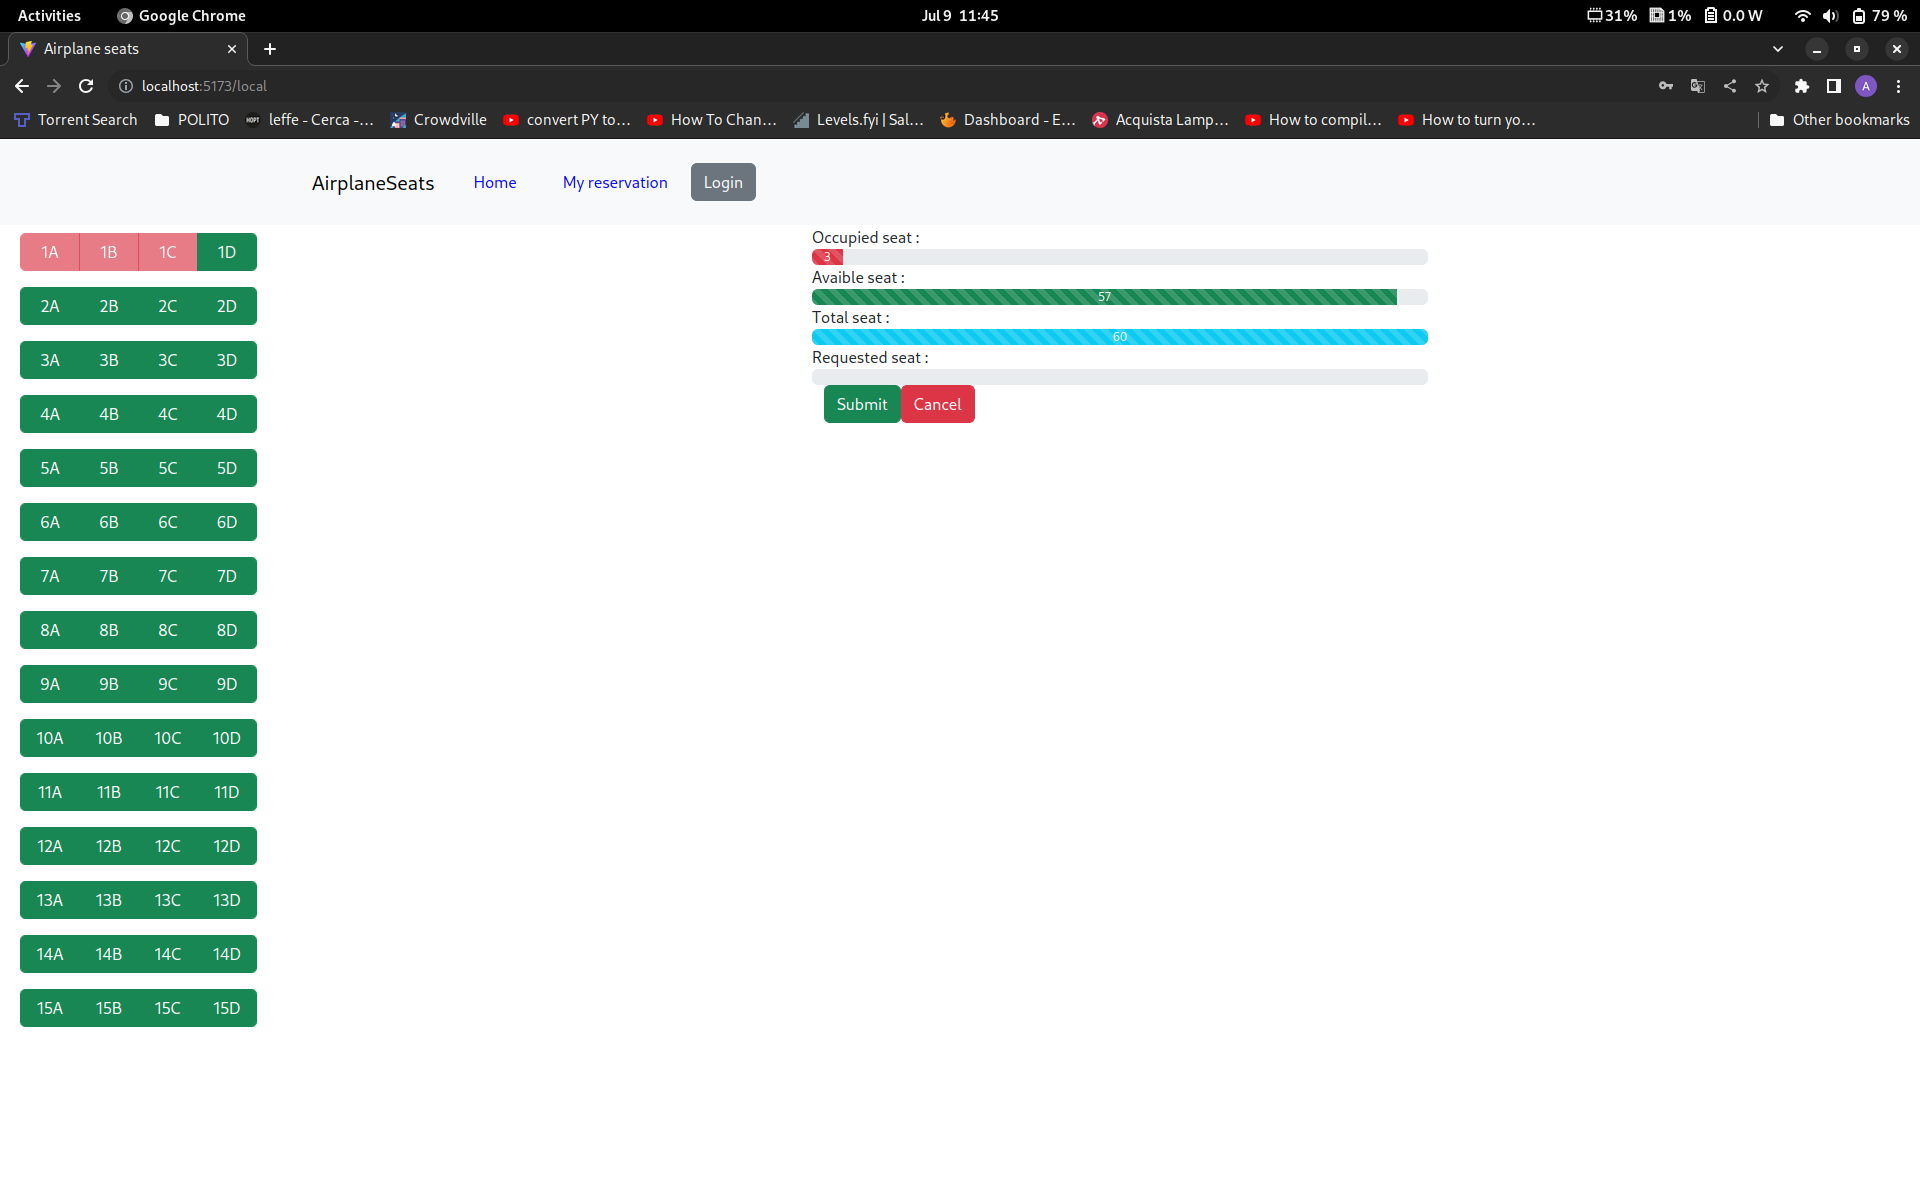 Activities Google Chrome Jul 9 11:45 31% 1% 0.0 W 79 %
Airplane seats
localhost:5173/local A
Torrent Search POLITO HDPT leffe - Cerca -... Crowdville convert PY to... How To Chan... Levels.fyi | Sal... Dashboard - E... Acquista Lamp... How to compil... How to turn yo... Other bookmarks
AirplaneSeats Home My reservation Login
1A 1B 1C 1D
2A 2B 2C 2D
3A 3B 3C 3D
4A 4B 4C 4D
5A 5B 5C 5D
6A 6B 6C 6D
7A 7B 7C 7D
8A 8B 8C 8D
9A 9B 9C 9D
10A 10B 10C 10D
11A 11B 11C 11D
12A 12B 12C 12D
13A 13B 13C 13D
14A 14B 14C 14D
15A 15B 15C 15D
Occupied seat :
3
Avaible seat :
57
Total seat :
60
Requested seat :
Submit Cancel